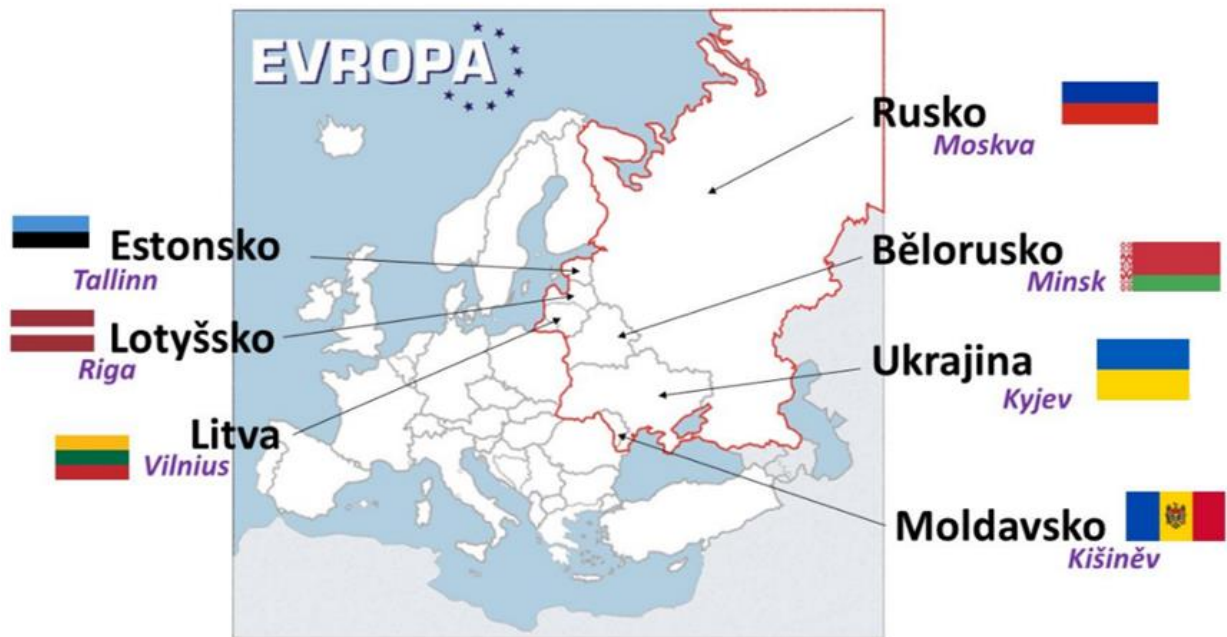 EVROPA
Rusko
Moskva
Estonsko
Tallinn
Bělorusko
Minsk
Lotyšsko
Riga
Ukrajina
Kyjev
Litva
Vilnius
Moldavsko
Kišiněv